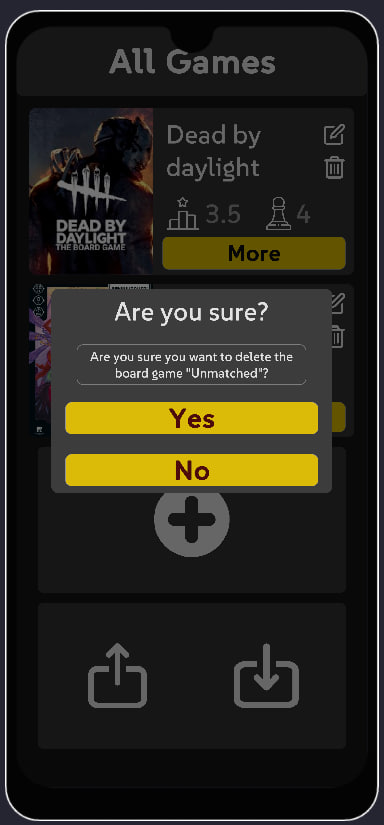 All Games
Dead by
daylight
3.5
4
DEAD BY
DAYLIGHT
THE BOARD GAME
More
Are you sure?
Are you sure you want to delete the
board game "Unmatched"?
Yes
No